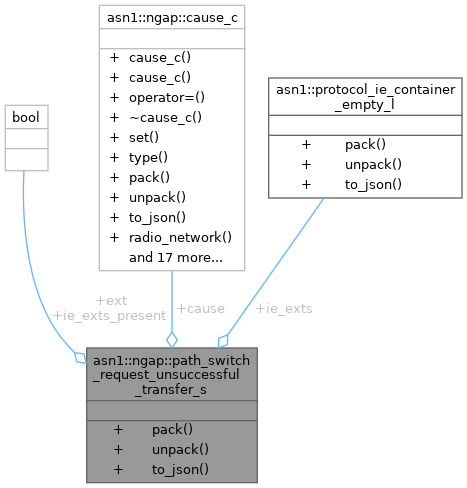 asn1::ngap::cause_c
+ cause_c()
+ cause_c()
+ operator=()
+ ~cause_c()
+ set()
+ type()
+ pack()
+ unpack()
+ to_json()
+ radio_network()
and 17 more...
asn1::protocol_ie_container
_empty_l
+ pack()
+ unpack()
+ to_json()
bool
+ext
+ie_exts_present
+cause
+ie_exts
asn1::ngap::path_switch
_request_unsuccessful
_transfer_s
+ pack()
+ unpack()
+ to_json()